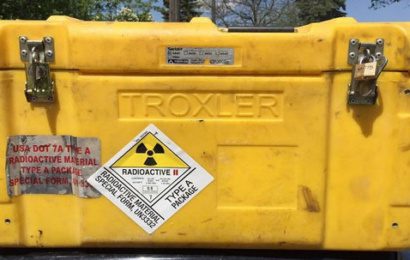 TROXLER
USA DOT 7A TYPE A
RADIOACTIVE MATERIAL
TYPE A PACKAGE
SPECIAL FORM,
RADIOACTIVE II
RADIOACTIVE MATERIAL
SPECIAL FORM, UN3332
TYPE A
PACKAGE